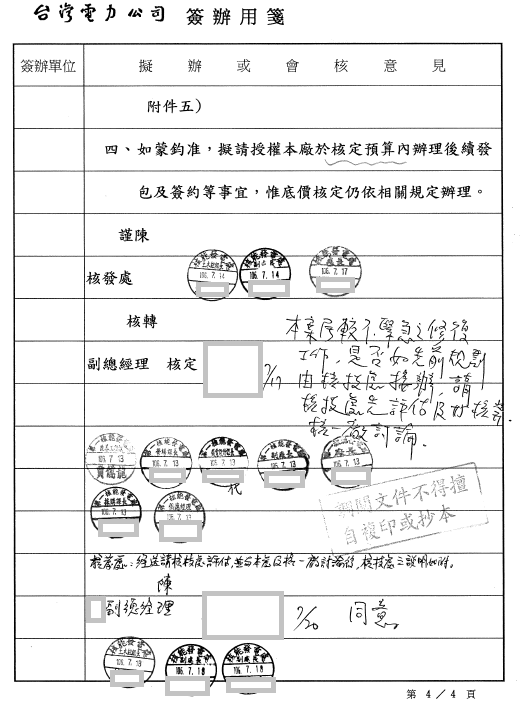 台灣電力公司 簽辦用箋
簽辦單位 擬辦或會核意見
附件五）
四、如蒙鈞准，擬請授權本廠於核定預算內辦理後續發
包及簽約等事宜，惟底價核定仍依相關規定辦理。
謹陳
106. 7. 14 106. 7. 14 106. 7. 17
核發處
核轉
本案屬較不緊急之修復
工作，是否如先前規劃
由核技處接辦，請
核技處先評估及好核發
核一廠討論．
副總經理 核定
7/17
106. 7. 13 106. 7. 13 106. 7. 13 106. 7. 13 106. 7. 13
代
106. 7. 13 106. 7. 13
期間文件不得擅
自複印或抄本
核發處：經送請核技處評估，並與本處及核一廠討論後，核技處之說明如附。
陳
副總經理
7/20 同意
106. 7. 18 106. 7. 18 106. 7. 18
第 4 ／ 4 頁